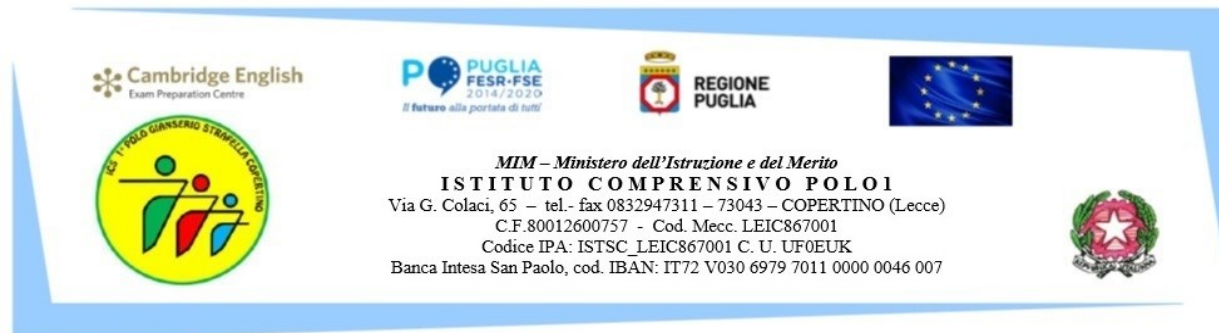 Cambridge English
Exam Preparation Centre
PO PUGLIA
FESR•FSE
2014/2020
Il futuro alla portata di tutti
REGIONE
PUGLIA
ICS 1° POLO GIANSERIO STRAFELLA COPERTINO
MIM – Ministero dell'Istruzione e del Merito
ISTITUTO COMPRENSIVO POLO1
Via G. Colaci, 65 – tel.- fax 0832947311 – 73043 – COPERTINO (Lecce)
C.F.80012600757 - Cod. Mecc. LEIC867001
Codice IPA: ISTSC_LEIC867001 C. U. UF0EUK
Banca Intesa San Paolo, cod. IBAN: IT72 V030 6979 7011 0000 0046 007
REPUBBLICA ITALIANA